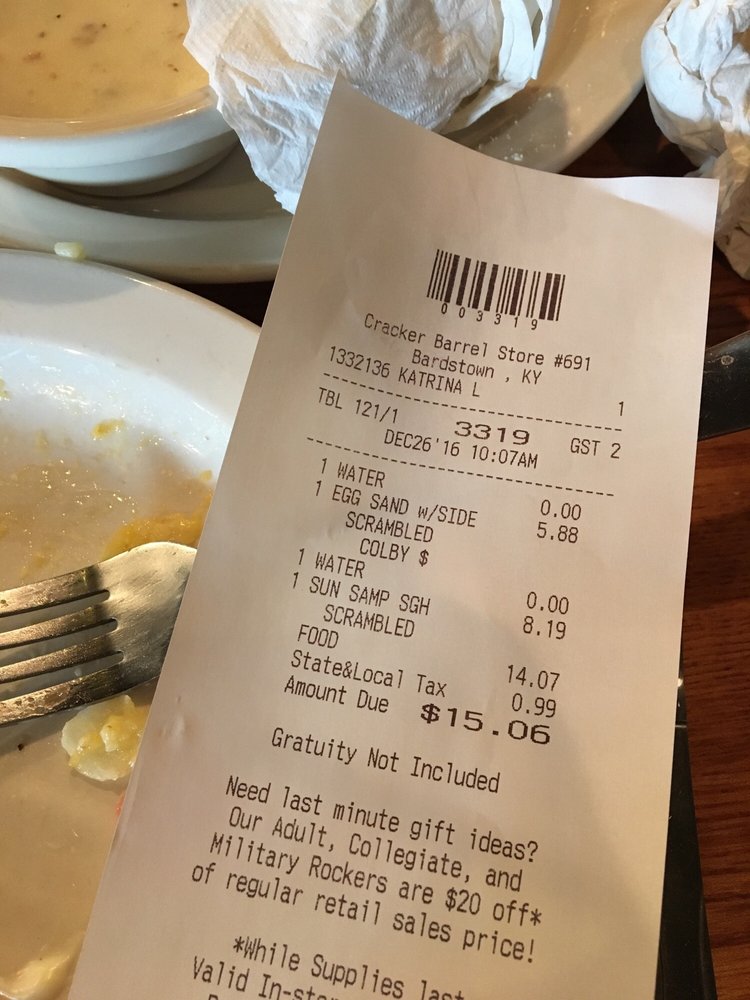 003319
Cracker Barrel Store #691
Bardstown , KY
1332136 KATRINA L 1
TBL 121/1 3319 GST 2
DEC26'16 10:07AM
1 WATER 0.00
1 EGG SAND w/SIDE 5.88
SCRAMBLED
COLBY $
1 WATER 0.00
1 SUN SAMP SGH 8.19
SCRAMBLED
FOOD 14.07
State&Local Tax 0.99
Amount Due $15.06
Gratuity Not Included
Need last minute gift ideas?
Our Adult, Collegiate, and
Military Rockers are $20 off*
of regular retail sales price!
*While Supplies last
Valid In-stor